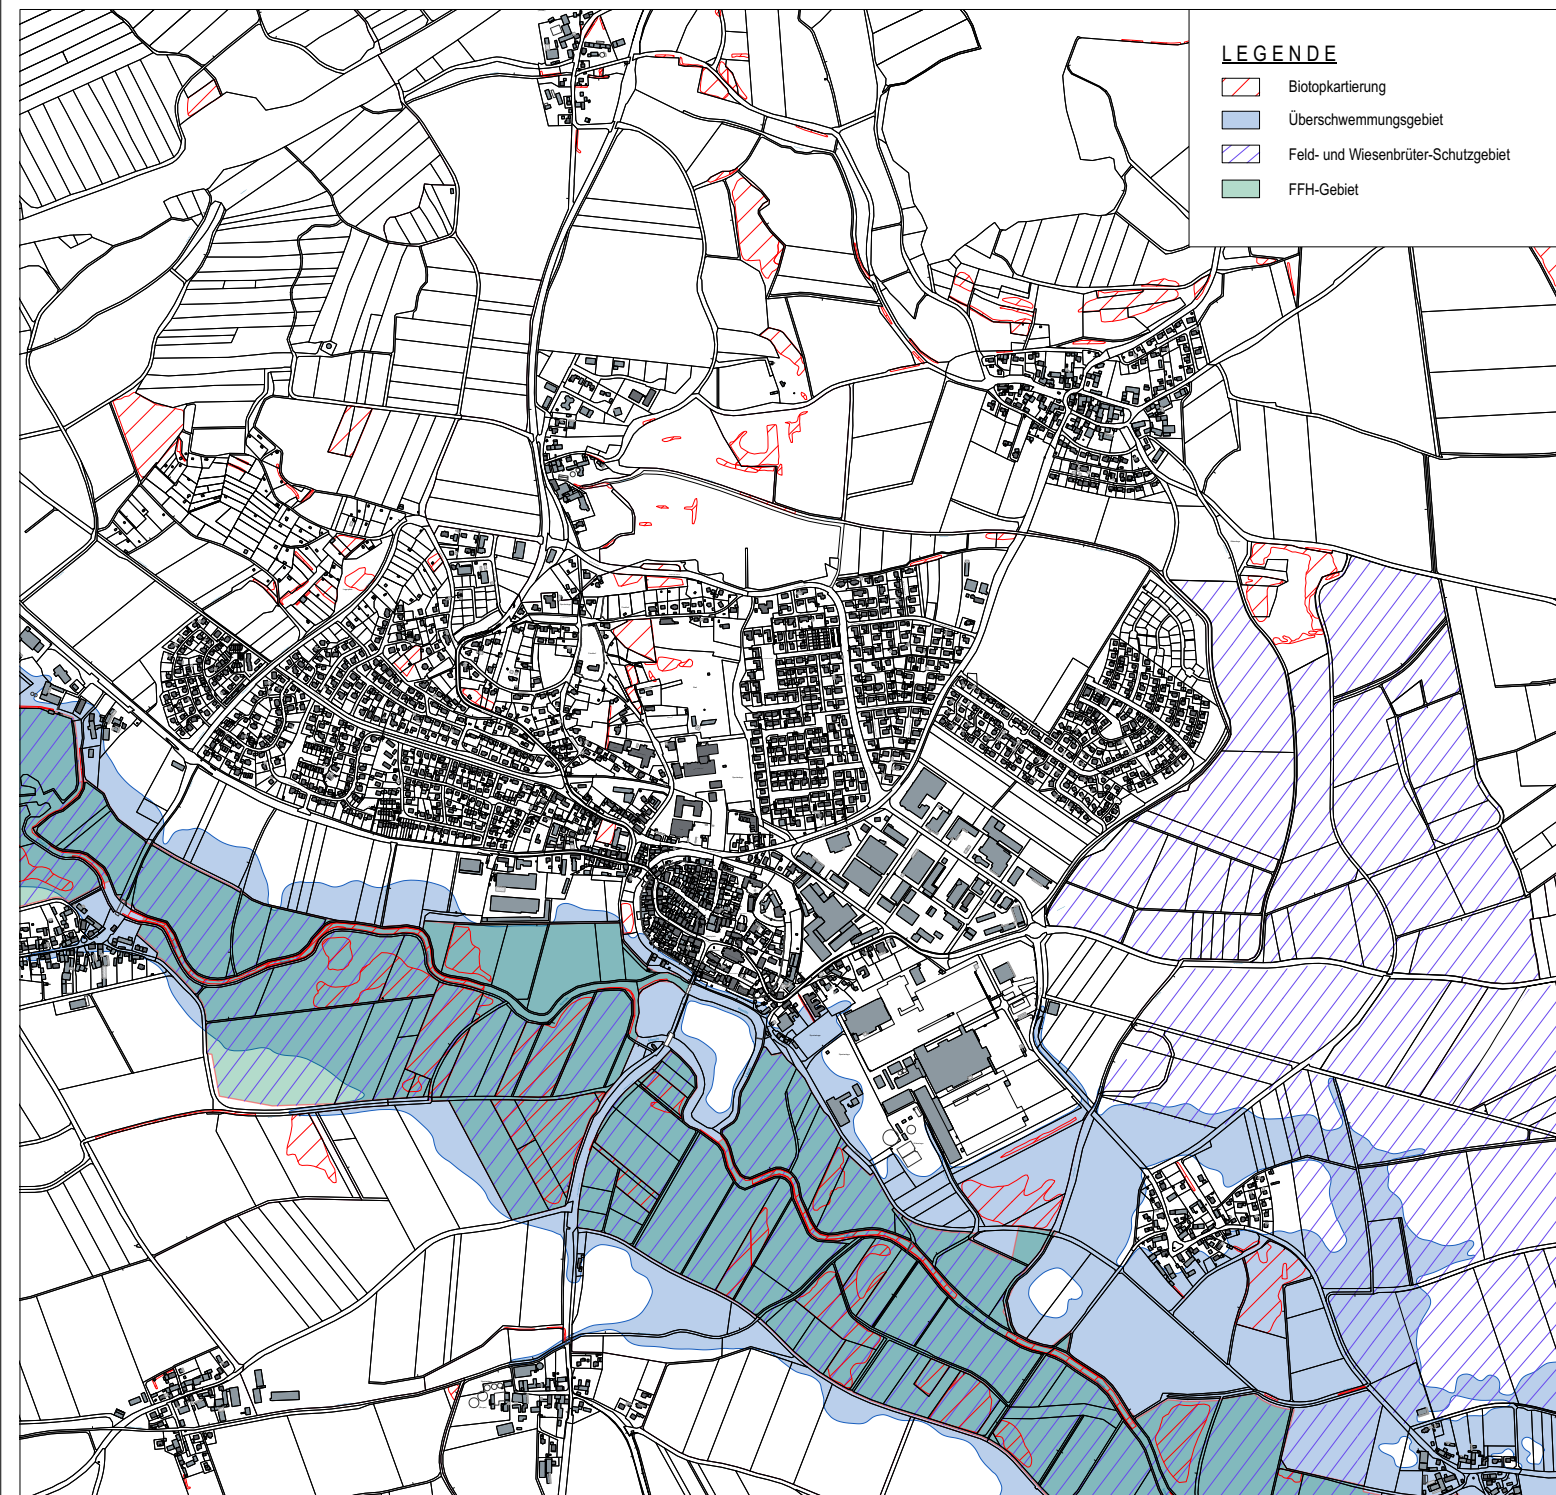 LEGENDE
Biotopkartierung
Überschwemmungsgebiet
Feld- und Wiesenbrüter-Schutzgebiet
FFH-Gebiet